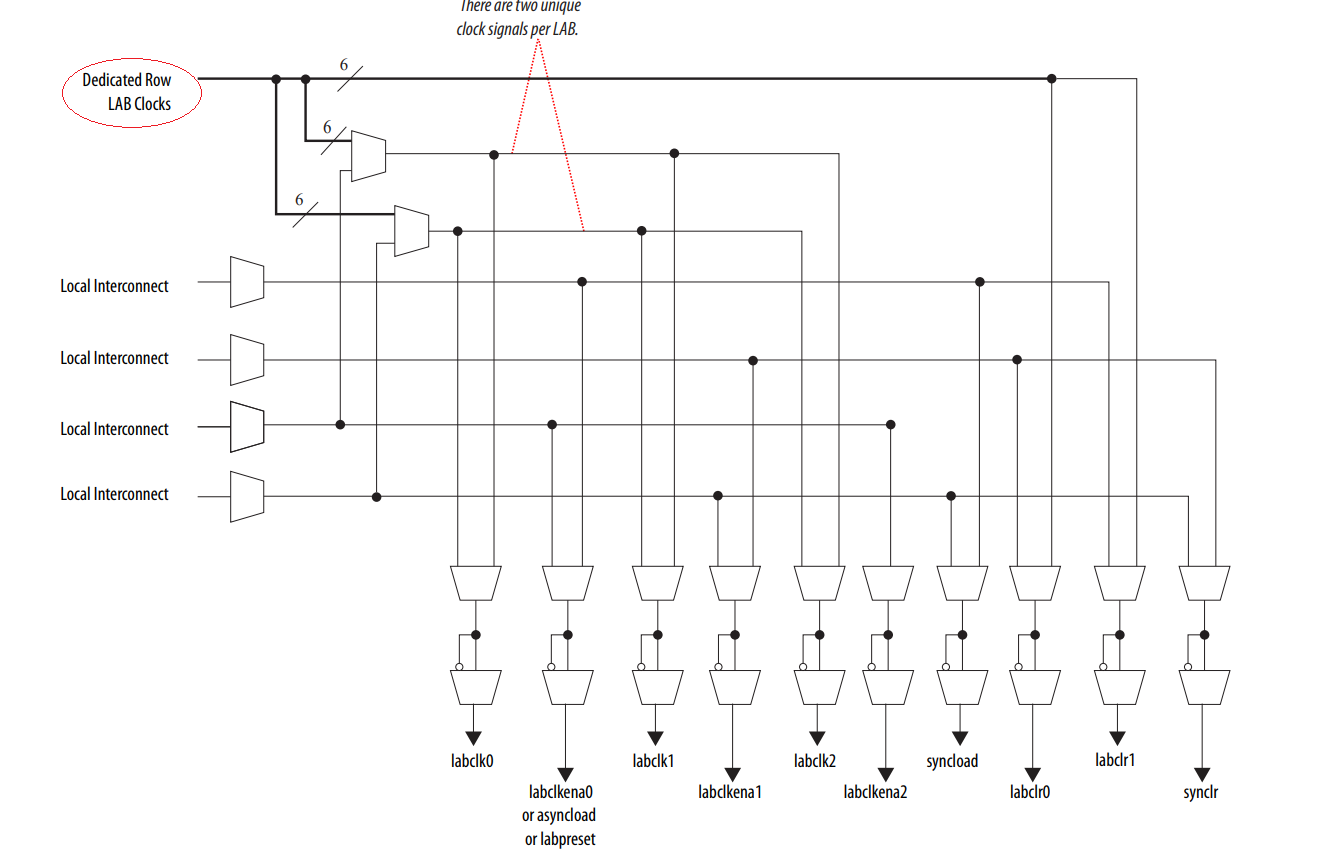 There are two unique
clock signals per LAB.
6
Dedicated Row
LAB Clocks
6
6
Local Interconnect
Local Interconnect
Local Interconnect
Local Interconnect
labclk0
labclk1
labclk2
syncload
labclr1
labclkena0
or asyncload
or labpreset
labclkena1
labclkena2
labclr0
synclr